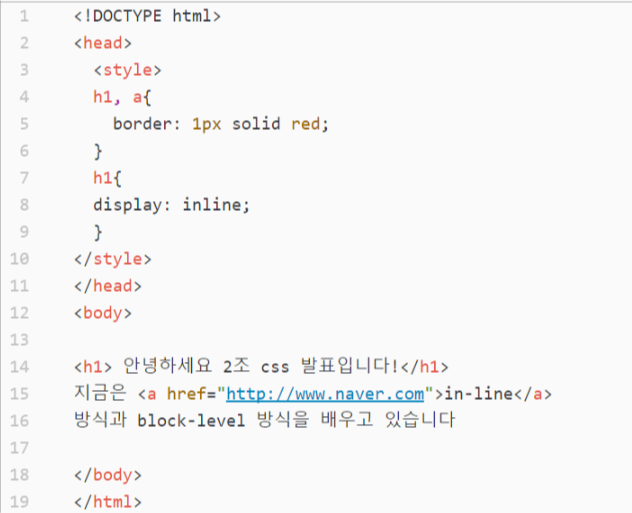 1 <!DOCTYPE html>
2 <head>
3 <style>
4 h1, a{
5 border: 1px solid red;
6 }
7 h1{
8 display: inline;
9 }
10 </style>
11 </head>
12 <body>
13
14 <h1> 안녕하세요 2조 css 발표입니다!</h1>
15 지금은 <a href="http://www.naver.com">in-line</a>
16 방식과 block-level 방식을 배우고 있습니다
17
18 </body>
19 </html>